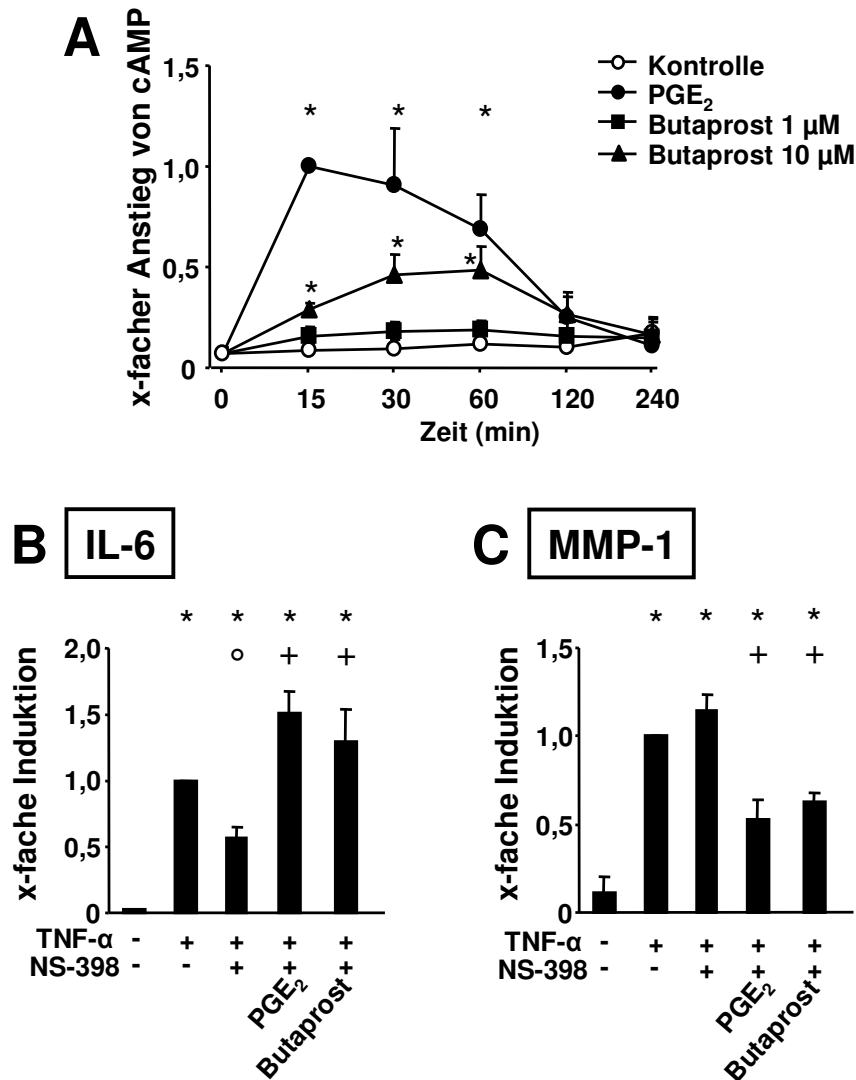 A
x-facher Anstieg von cAMP
1,5
1,0
0,5
0
* * *
* * *
Kontrolle
PGE₂
Butaprost 1 µM
Butaprost 10 µM
0 15 30 60 120 240
Zeit (min)
B IL-6
x-fache Induktion
* * * *
° + +
2,0
1,5
1,0
0,5
0
TNF-α - + + + +
NS-398 - - + + +
PGE₂
Butaprost
C MMP-1
x-fache Induktion
* * * *
+ +
1,5
1,0
0,5
0
TNF-α - + + + +
NS-398 - - + + +
PGE₂
Butaprost